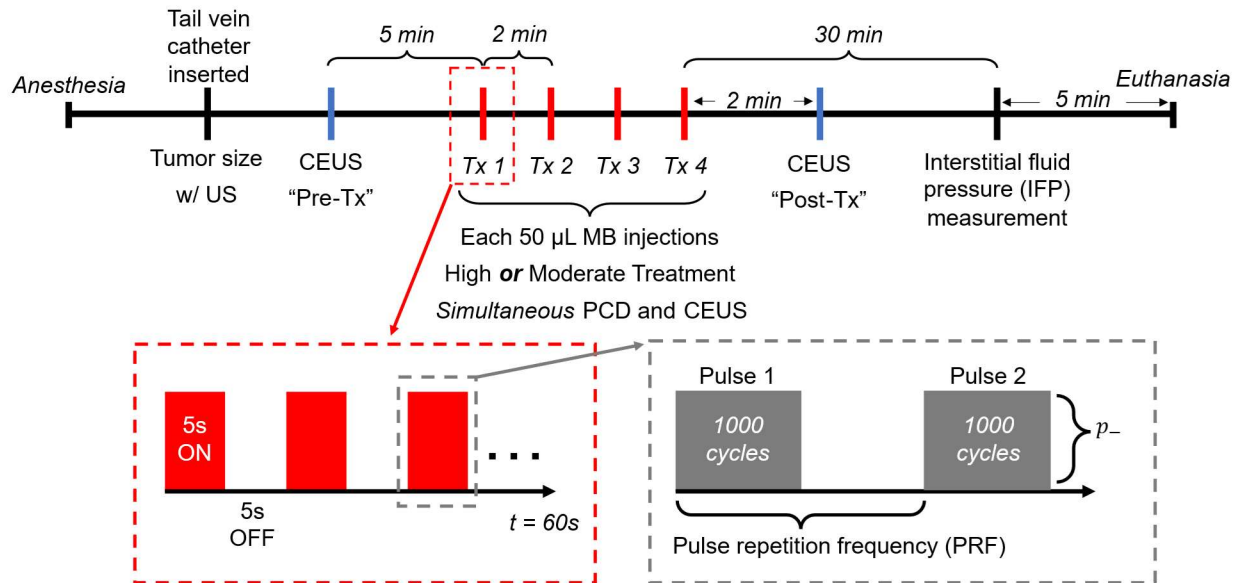 Tail vein
catheter
inserted
5 min
2 min
30 min
Anesthesia
Euthanasia
2 min
5 min
Tumor size
w/ US
CEUS
“Pre-Tx”
Tx 1
Tx 2
Tx 3
Tx 4
CEUS
“Post-Tx”
Interstitial fluid
pressure (IFP)
measurement
Each 50 µL MB injections
High or Moderate Treatment
Simultaneous PCD and CEUS
5s
ON
5s
OFF
...
t = 60s
Pulse 1
Pulse 2
1000
cycles
1000
cycles
p−
Pulse repetition frequency (PRF)